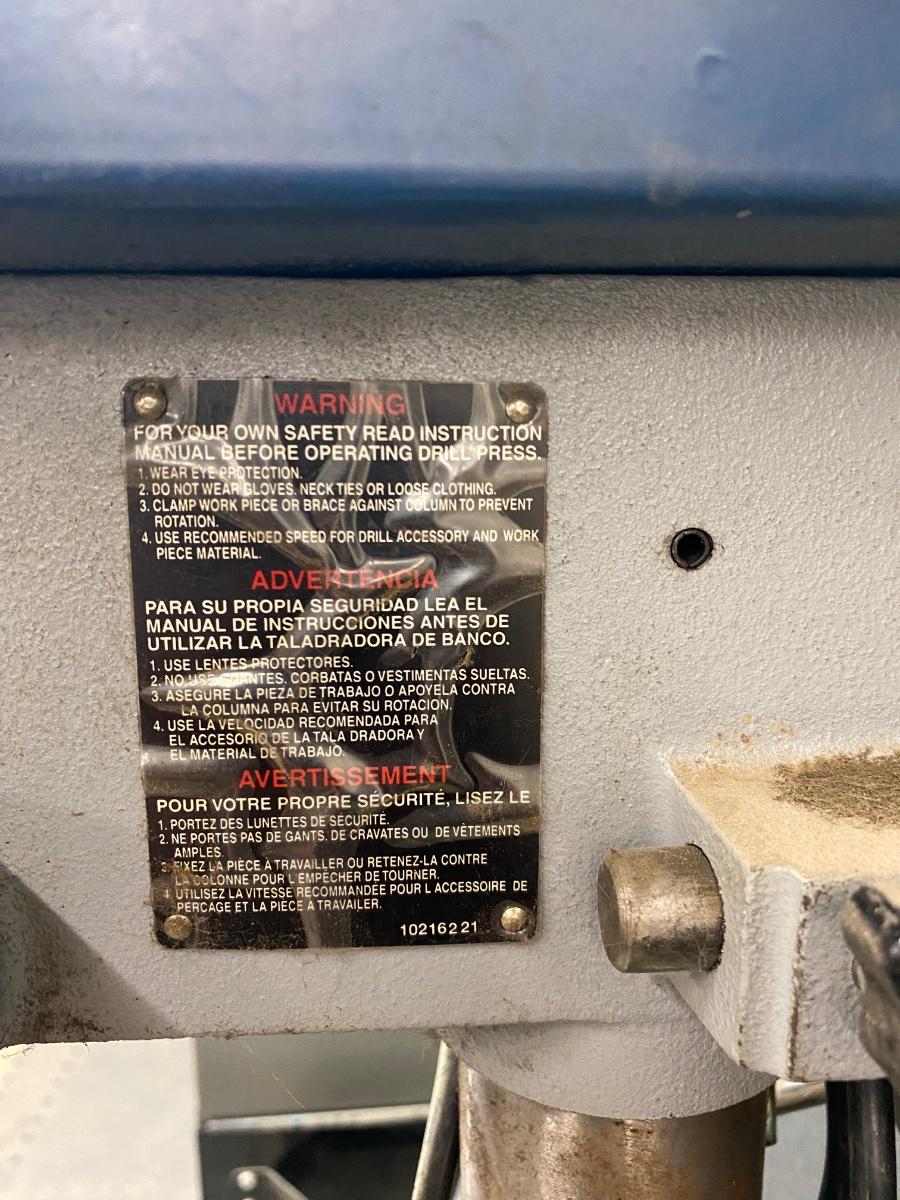 WARNING
FOR YOUR OWN SAFETY READ INSTRUCTION
MANUAL BEFORE OPERATING DRILL PRESS.
1. WEAR EYE PROTECTION.
2. DO NOT WEAR GLOVES. NECK TIES OR LOOSE CLOTHING.
3. CLAMP WORK PIECE OR BRACE AGAINST COLUMN TO PREVENT
ROTATION.
4. USE RECOMMENDED SPEED FOR DRILL ACCESSORY AND WORK
PIECE MATERIAL.
ADVERTENCIA
PARA SU PROPIA SEGURIDAD LEA EL
MANUAL DE INSTRUCCIONES ANTES DE
UTILIZAR LA TALADRADORA DE BANCO.
1. USE LENTES PROTECTORES.
2. NO USE GUANTES. CORBATAS O VESTIMENTAS SUELTAS.
3. ASEGURE LA PIEZA DE TRABAJO O APOYELA CONTRA
LA COLUMNA PARA EVITAR SU ROTACION.
4. USE LA VELOCIDAD RECOMENDADA PARA
EL ACCESORIO DE LA TALA DRADORA Y
EL MATERIAL DE TRABAJO.
AVERTISSEMENT
POUR VOTRE PROPRE SÉCURITÉ, LISEZ LE
1. PORTEZ DES LUNETTES DE SÉCURITÉ.
2. NE PORTES PAS DE GANTS. DE CRAVATES OU DE VÊTEMENTS
AMPLES.
3. FIXEZ LA PIÈCE À TRAVAILLER OU RETENEZ-LA CONTRE
LA COLONNE POUR L EMPÊCHER DE TOURNER.
4. UTILISEZ LA VITESSE RECOMMANDÉE POUR L ACCESSOIRE DE
PERCAGE ET LA PIECE À TRAVAILER.
10216221